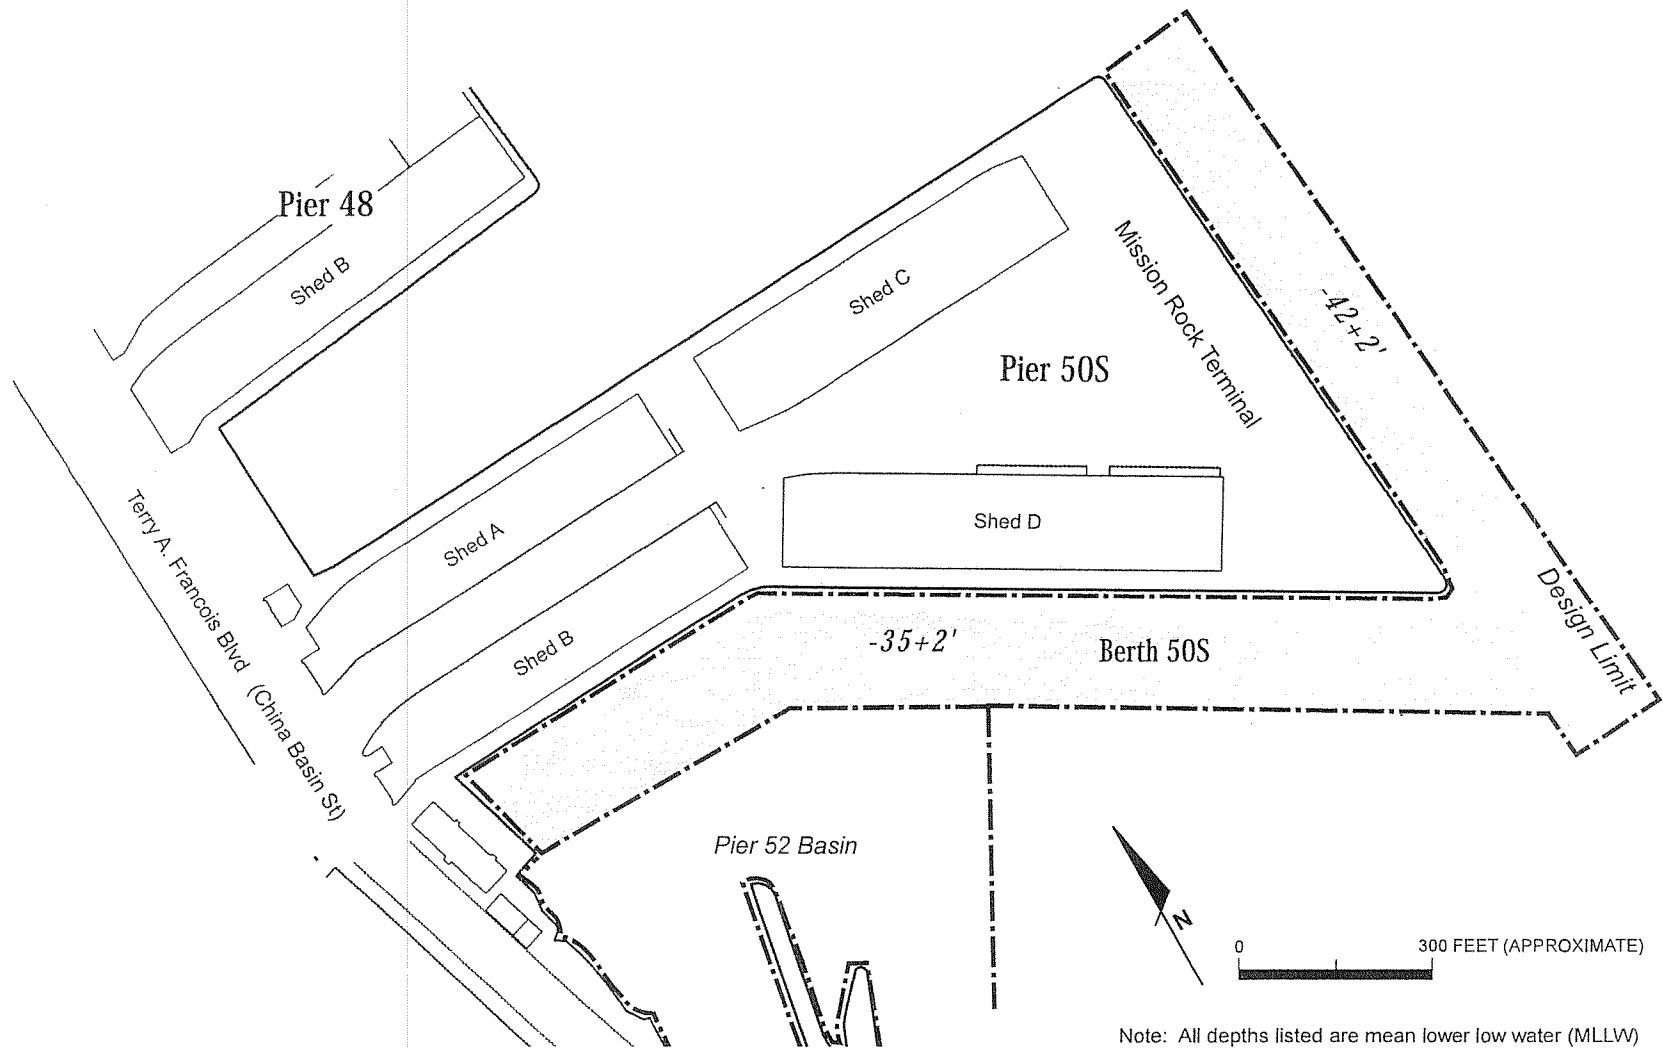 Pier 48
Shed B
Shed C
Mission Rock Terminal
-42+2'
Pier 50S
Shed A
Shed D
Terry A. Francois Blvd (China Basin St)
Shed B
-35+2'
Berth 50S
Design Limit
Pier 52 Basin
N
0 300 FEET (APPROXIMATE)
Note: All depths listed are mean lower low water (MLLW)